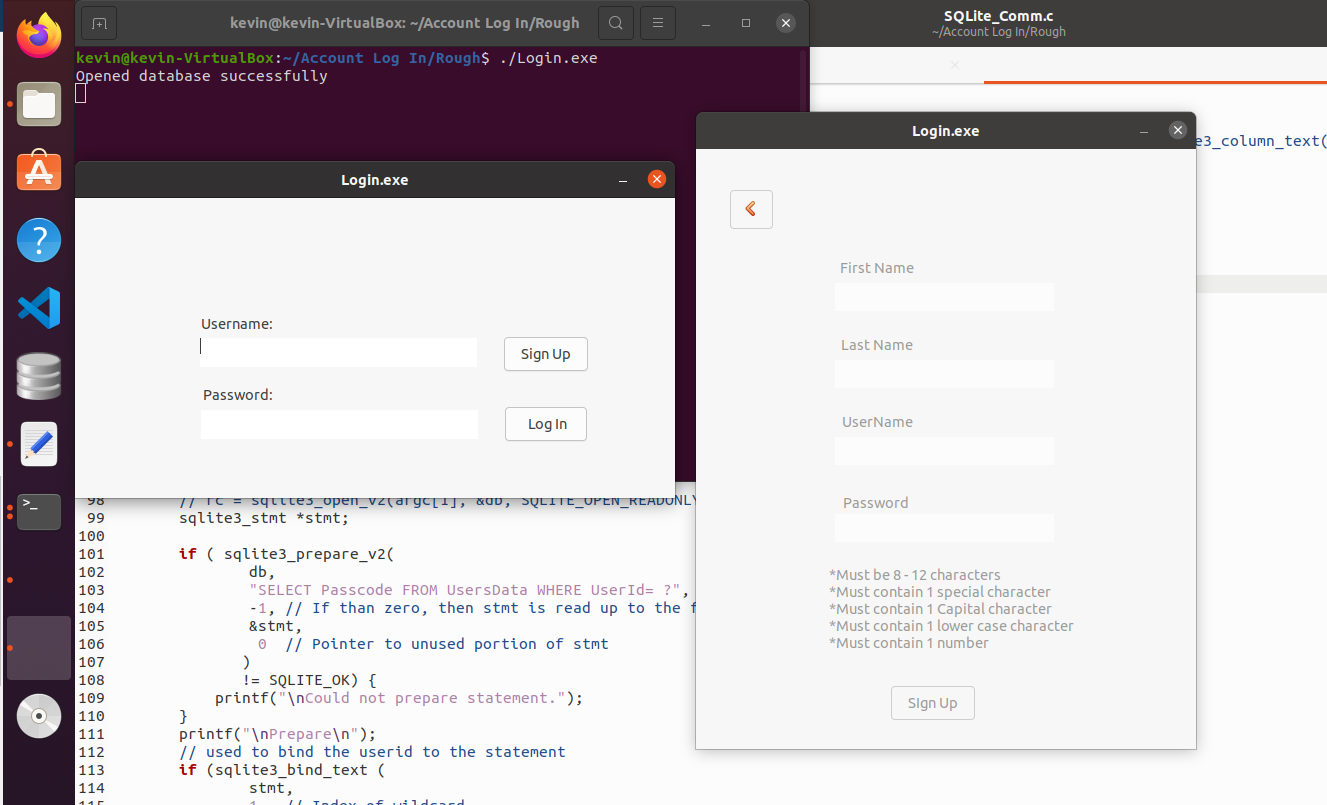 kevin@kevin-VirtualBox: ~/Account Log In/Rough
SQLite_Comm.c
~/Account Log In/Rough
kevin@kevin-VirtualBox:~/Account Log In/Rough$ ./Login.exe
Opened database successfully
e3_column_text(
Login.exe
Username:
Sign Up
Password:
Log In
Login.exe
First Name
Last Name
UserName
Password
*Must be 8 - 12 characters
*Must contain 1 special character
*Must contain 1 Capital character
*Must contain 1 lower case character
*Must contain 1 number
Sign Up
98 // rc = sqlite3_open_v2(argc[1], &db, SQLITE_OPEN_READONLY
99 sqlite3_stmt *stmt;
100
101 if ( sqlite3_prepare_v2(
102 db,
103 "SELECT Passcode FROM UsersData WHERE UserId= ?",
104 -1, // If than zero, then stmt is read up to the f
105 &stmt,
106 0 // Pointer to unused portion of stmt
107 )
108 != SQLITE_OK) {
109 printf("\nCould not prepare statement.");
110 }
111 printf("\nPrepare\n");
112 // used to bind the userid to the statement
113 if (sqlite3_bind_text (
114 stmt,
115 1, // Index of wildcard